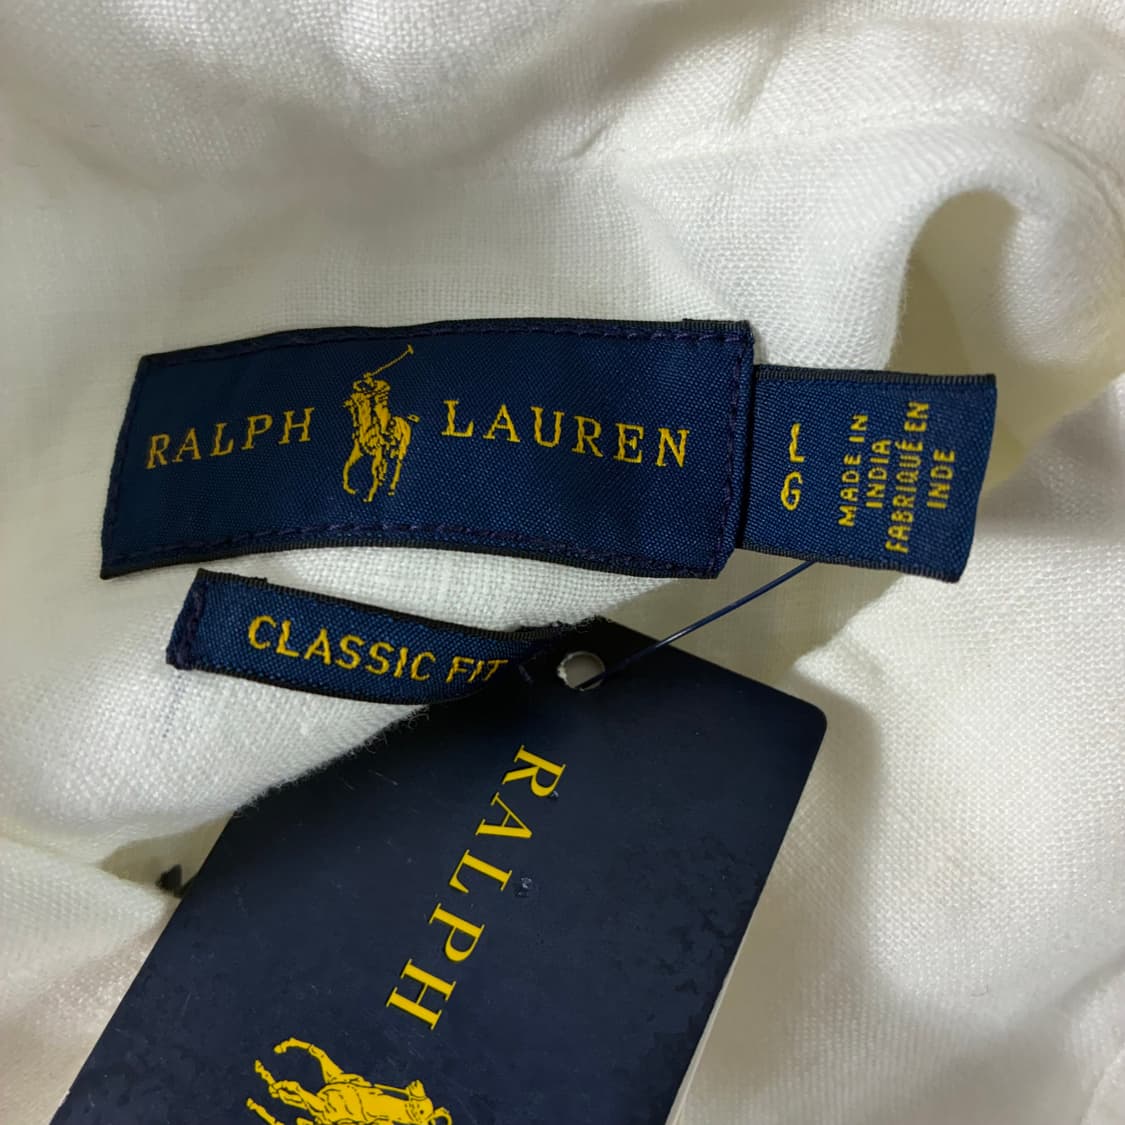 RALPH LAUREN
L
G
MADE IN
INDIA
FABRIQUÉ EN
INDE
CLASSIC FIT
RALPH